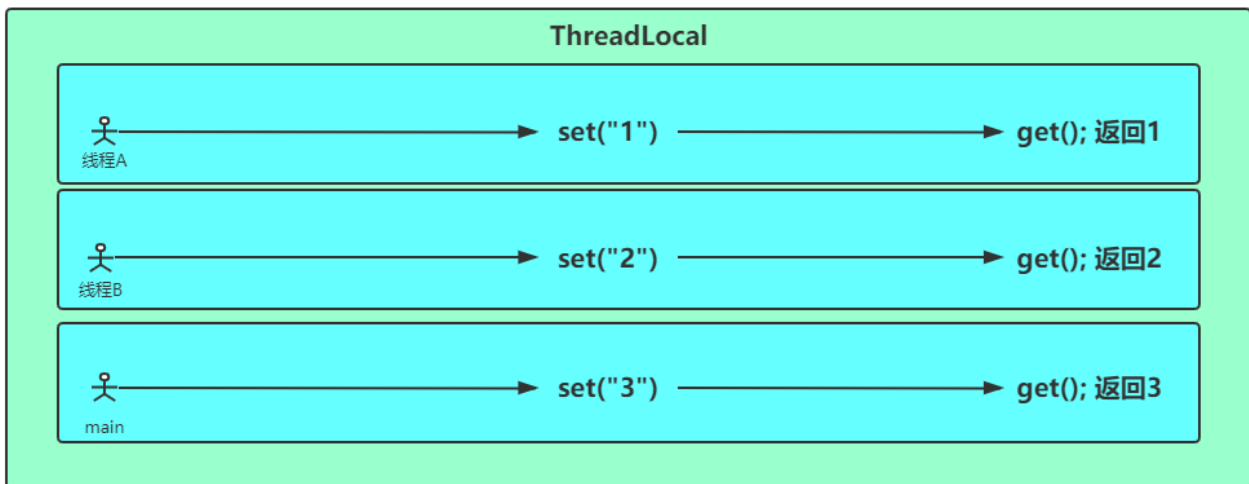 ThreadLocal
线程A
set("1")
get(); 返回1
线程B
set("2")
get(); 返回2
main
set("3")
get(); 返回3